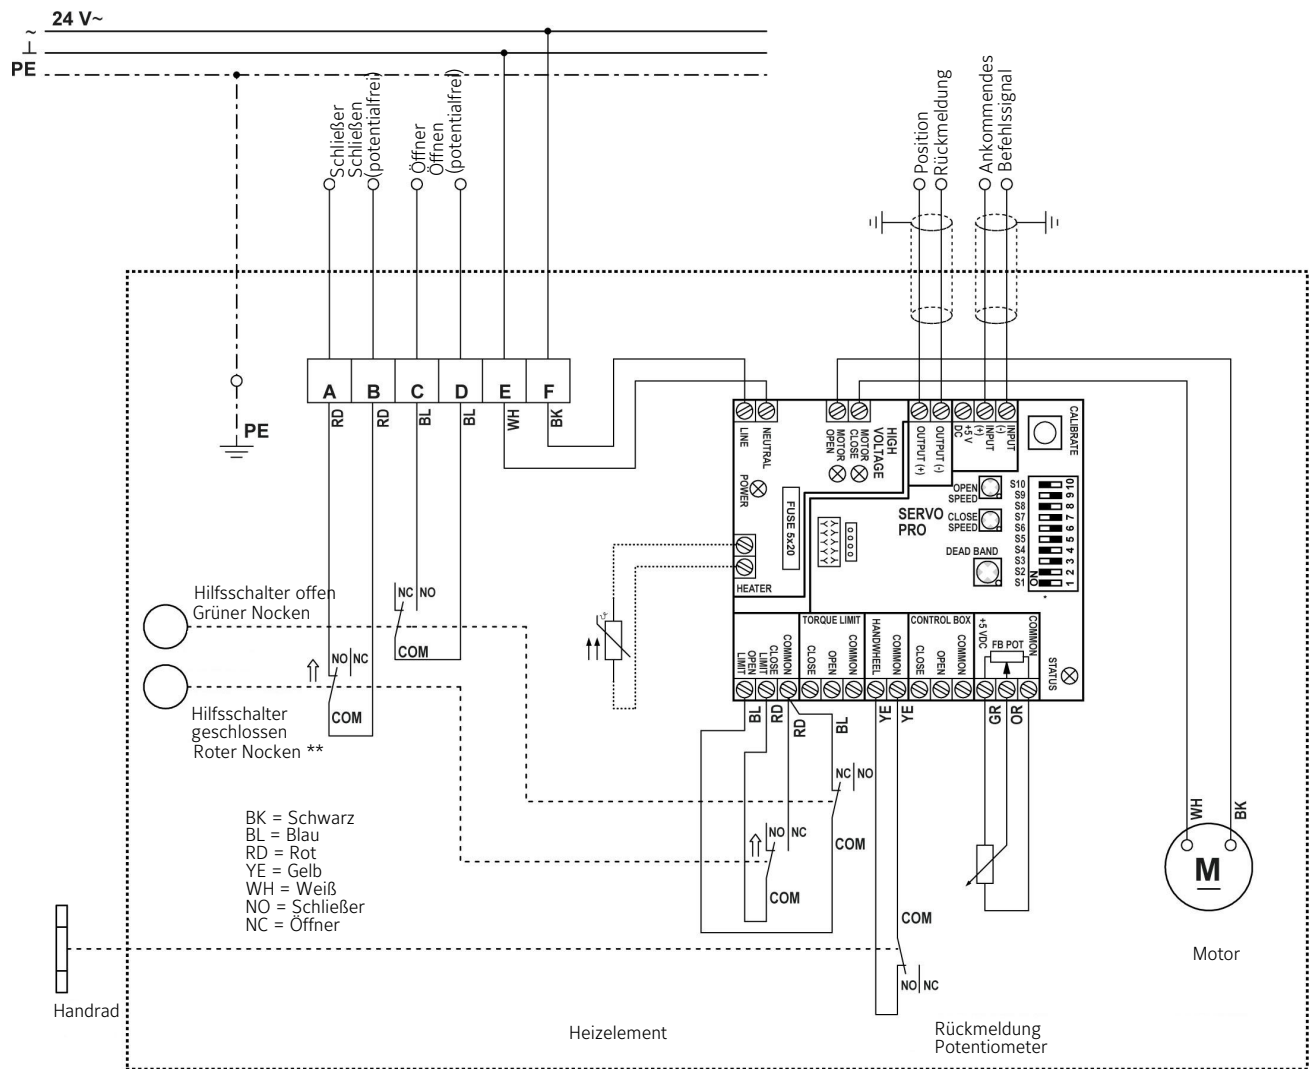 24 V~
~
⊥
PE
Schließer
Schließen
(potentialfrei)
Öffner
Öffnen
(potentialfrei)
Position
Rückmeldung
Ankommendes
Befehlssignal
A
B
C
D
E
F
RD
RD
BL
BL
WH
BK
PE
LINE
NEUTRAL
MOTOR
OPEN
MOTOR
CLOSE
HIGH
VOLTAGE
OUTPUT (+)
OUTPUT (-)
+5 V
DC
INPUT
(+)
INPUT
(-)
CALIBRATE
POWER
FUSE 5x20
SERVO
PRO
OPEN
SPEED
CLOSE
SPEED
DEAD BAND
S10
S9
S8
S7
S6
S5
S4
S3
S2
S1
10
9
8
7
6
5
4
3
2
1
ON
*
HEATER
OPEN
LIMIT
CLOSE
LIMIT
COMMON
TORQUE LIMIT
CLOSE
OPEN
COMMON
HANDWHEEL
COMMON
CONTROL BOX
CLOSE
OPEN
COMMON
+5 VDC
FB POT
COMMON
STATUS
BL
RD
RD
BL
YE
YE
GR
OR
Hilfsschalter offen
Grüner Nocken
NC
NO
COM
NO
NC
COM
Hilfsschalter
geschlossen
Roter Nocken **
NC
NO
COM
NO
NC
COM
COM
NO
NC
WH
BK
M
Motor
BK = Schwarz
BL = Blau
RD = Rot
YE = Gelb
WH = Weiß
NO = Schließer
NC = Öffner
Handrad
Heizelement
Rückmeldung
Potentiometer